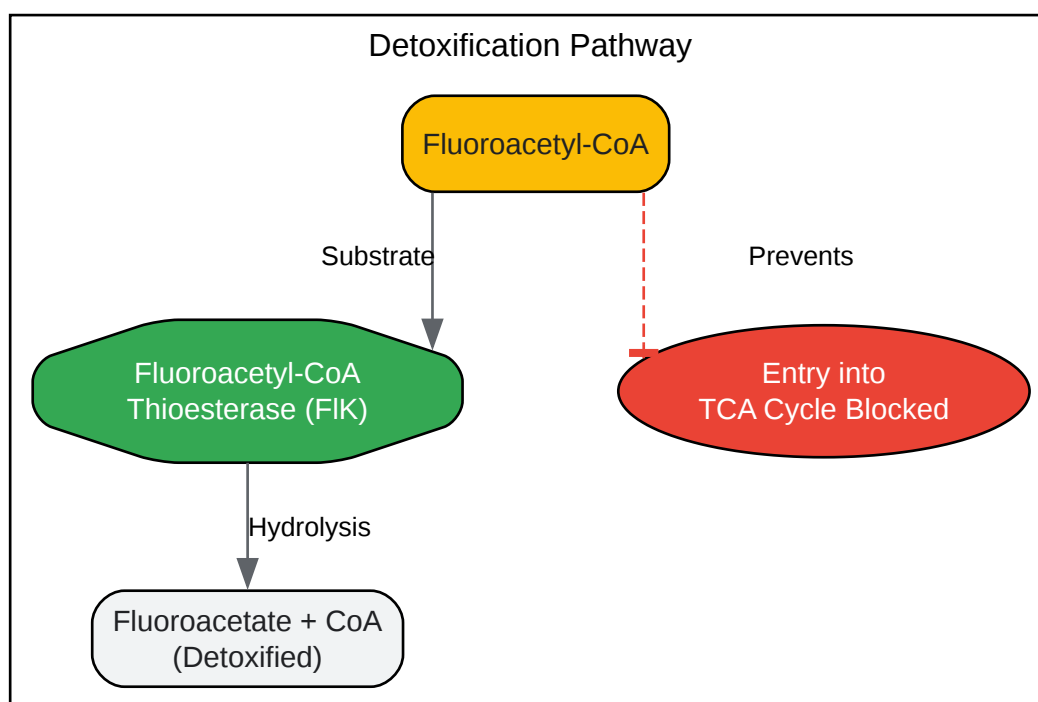 Detoxification Pathway
Fluoroacetyl-CoA
Substrate
Prevents
Fluoroacetyl-CoA
Thioesterase (FlK)
Entry into
TCA Cycle Blocked
Hydrolysis
Fluoroacetate + CoA
(Detoxified)